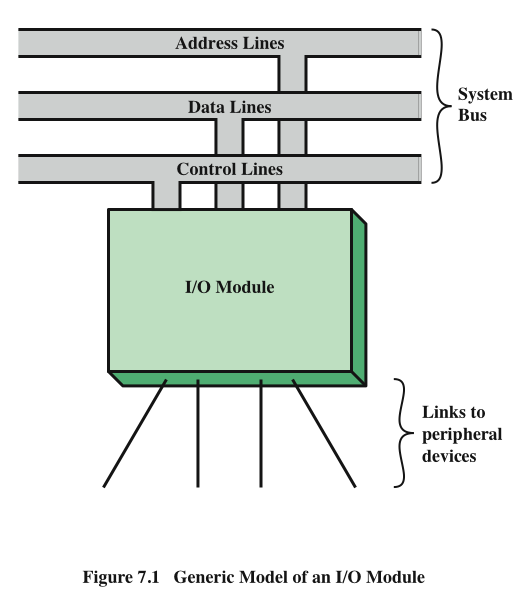 Address Lines
Data Lines
Control Lines
System
Bus
I/O Module
Links to
peripheral
devices
Figure 7.1 Generic Model of an I/O Module